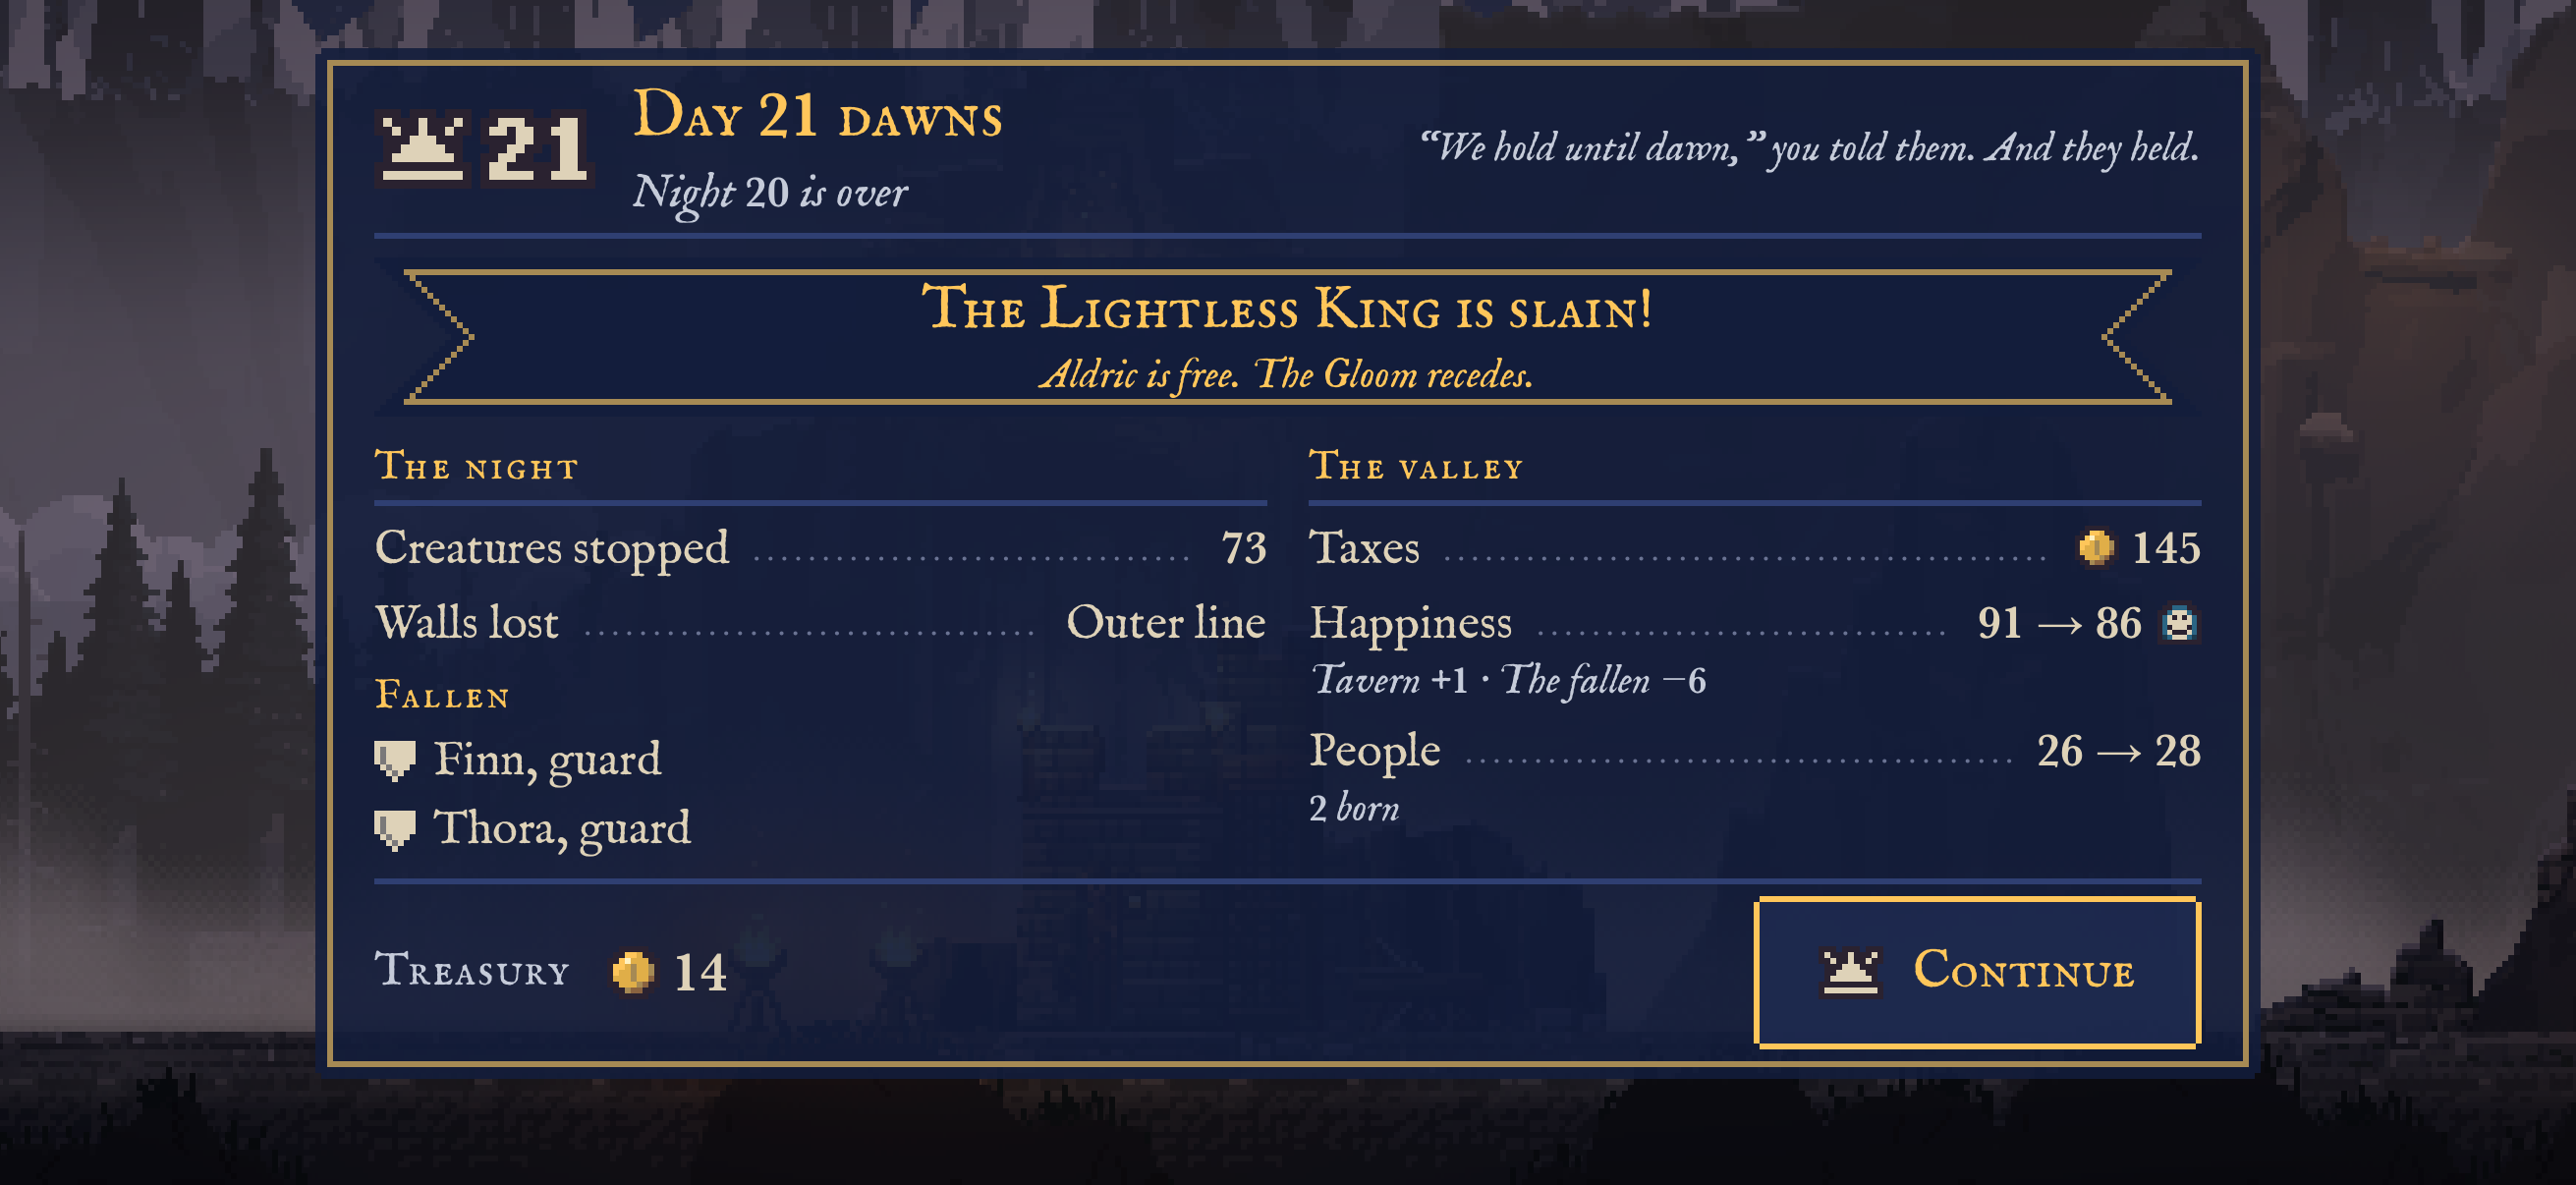 21
Day 21 dawns
Night 20 is over
“We hold until dawn,” you told them. And they held.
The Lightless King is slain!
Aldric is free. The Gloom recedes.
The night
Creatures stopped 73
Walls lost Outer line
Fallen
Finn, guard
Thora, guard
The valley
Taxes 145
Happiness 91 → 86
Tavern +1 · The fallen −6
People 26 → 28
2 born
Treasury 14
Continue